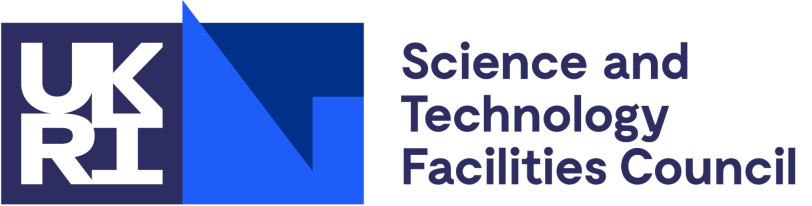 UK
RI
Science and
Technology
Facilities Council